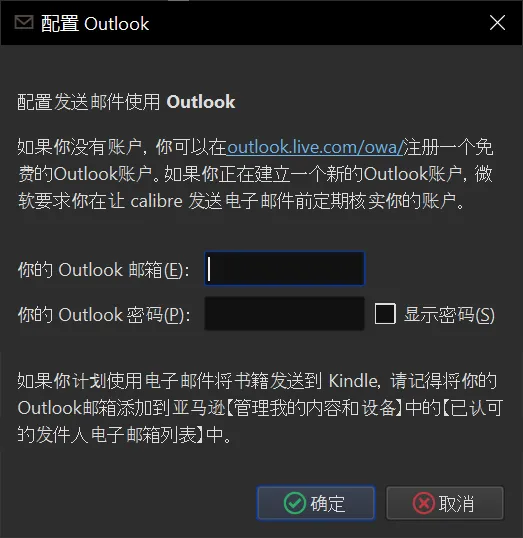 配置 Outlook
配置发送邮件使用 Outlook
如果你没有账户, 你可以在outlook.live.com/owa/注册一个免
费的Outlook账户。如果你正在建立一个新的Outlook账户, 微
软要求你在让 calibre 发送电子邮件前定期核实你的账户。
你的 Outlook 邮箱(E):
你的 Outlook 密码(P): 显示密码(S)
如果你计划使用电子邮件将书籍发送到 Kindle, 请记得将你的
Outlook邮箱添加到亚马逊【管理我的内容和设备】中的【已认可
的发件人电子邮箱列表】中。
确定 取消